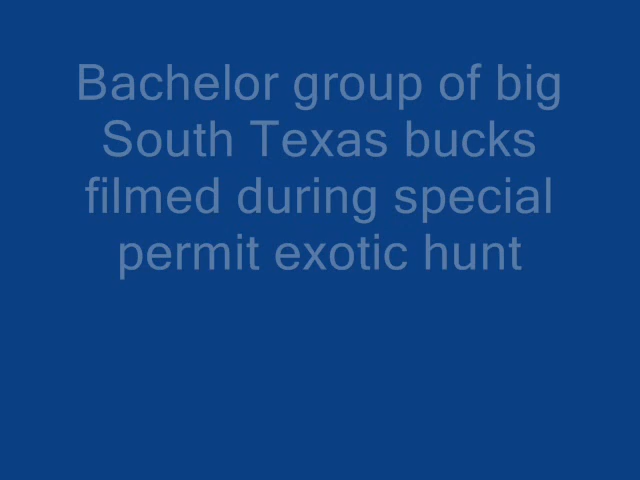 Bachelor group of big
South Texas bucks
filmed during special
permit exotic hunt